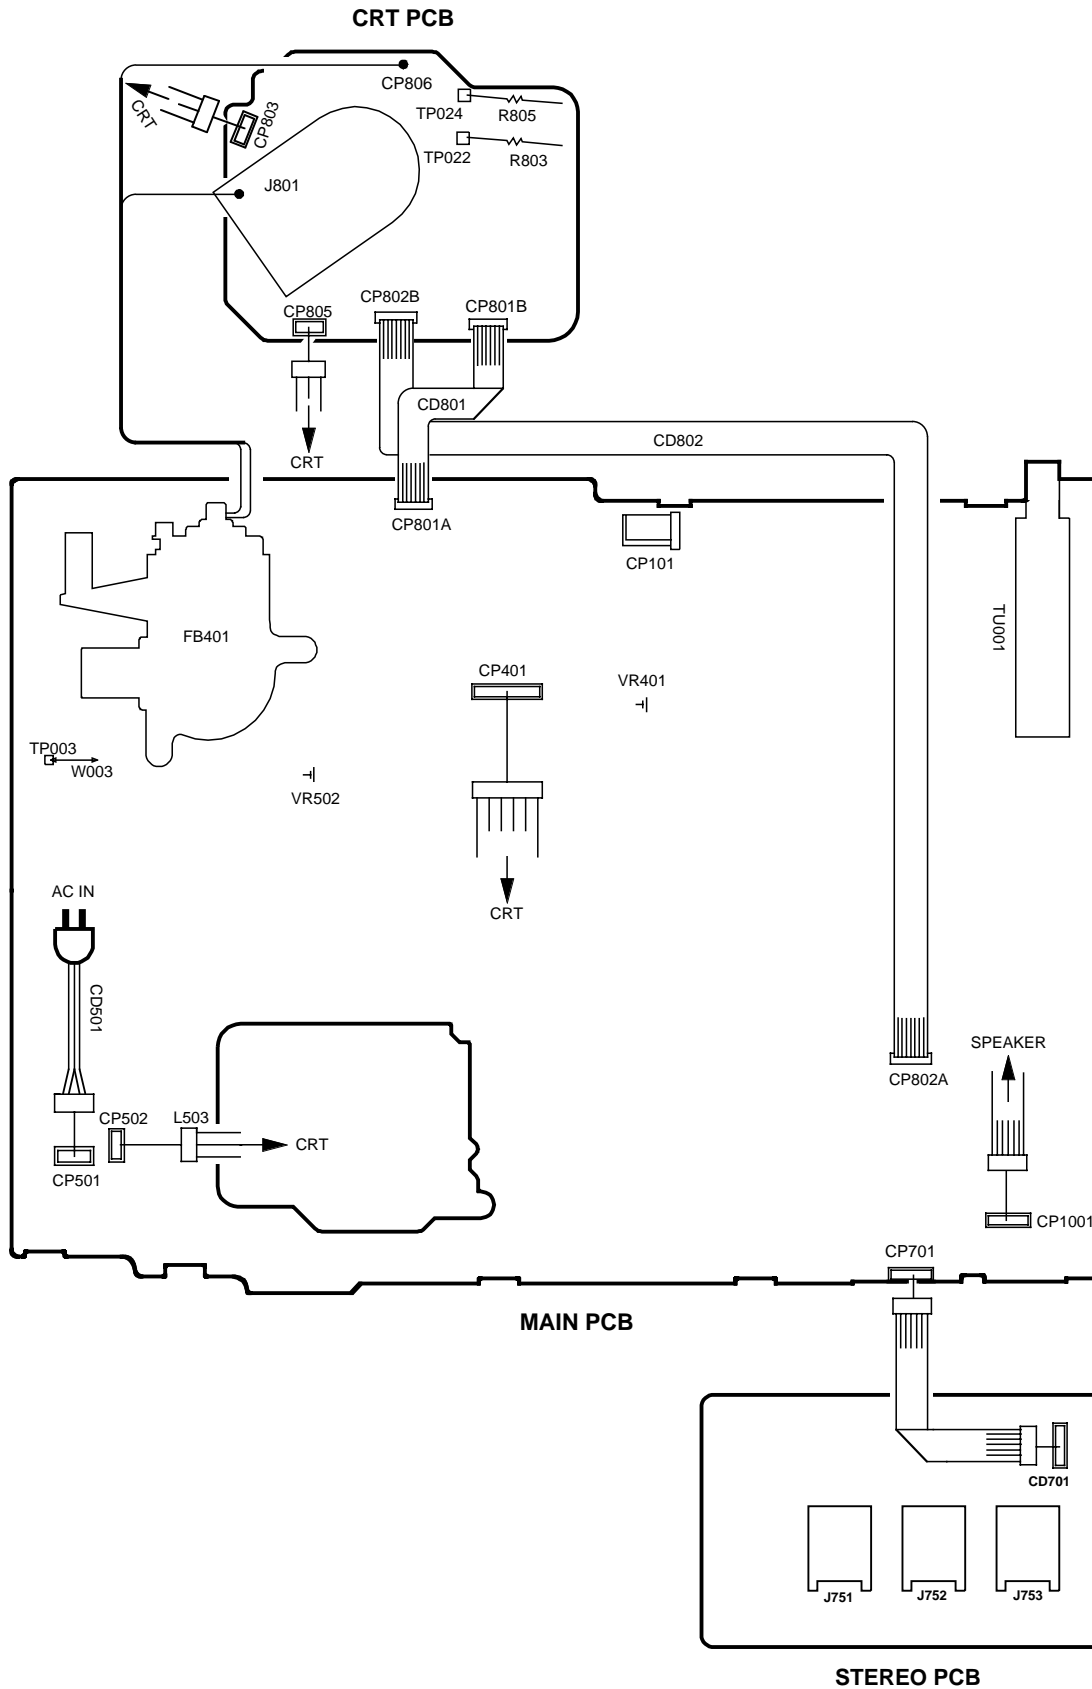 CRT PCB
CP806
CRT
CP803
TP024
R805
TP022
R803
J801
CP805
CP802B
CP801B
CD801
CD802
CRT
CP801A
CP101
TU001
FB401
CP401
VR401
TP003
W003
VR502
CRT
AC IN
CD501
SPEAKER
CP802A
CP502
L503
CRT
CP501
CP1001
CP701
MAIN PCB
CD701
J751
J752
J753
STEREO PCB